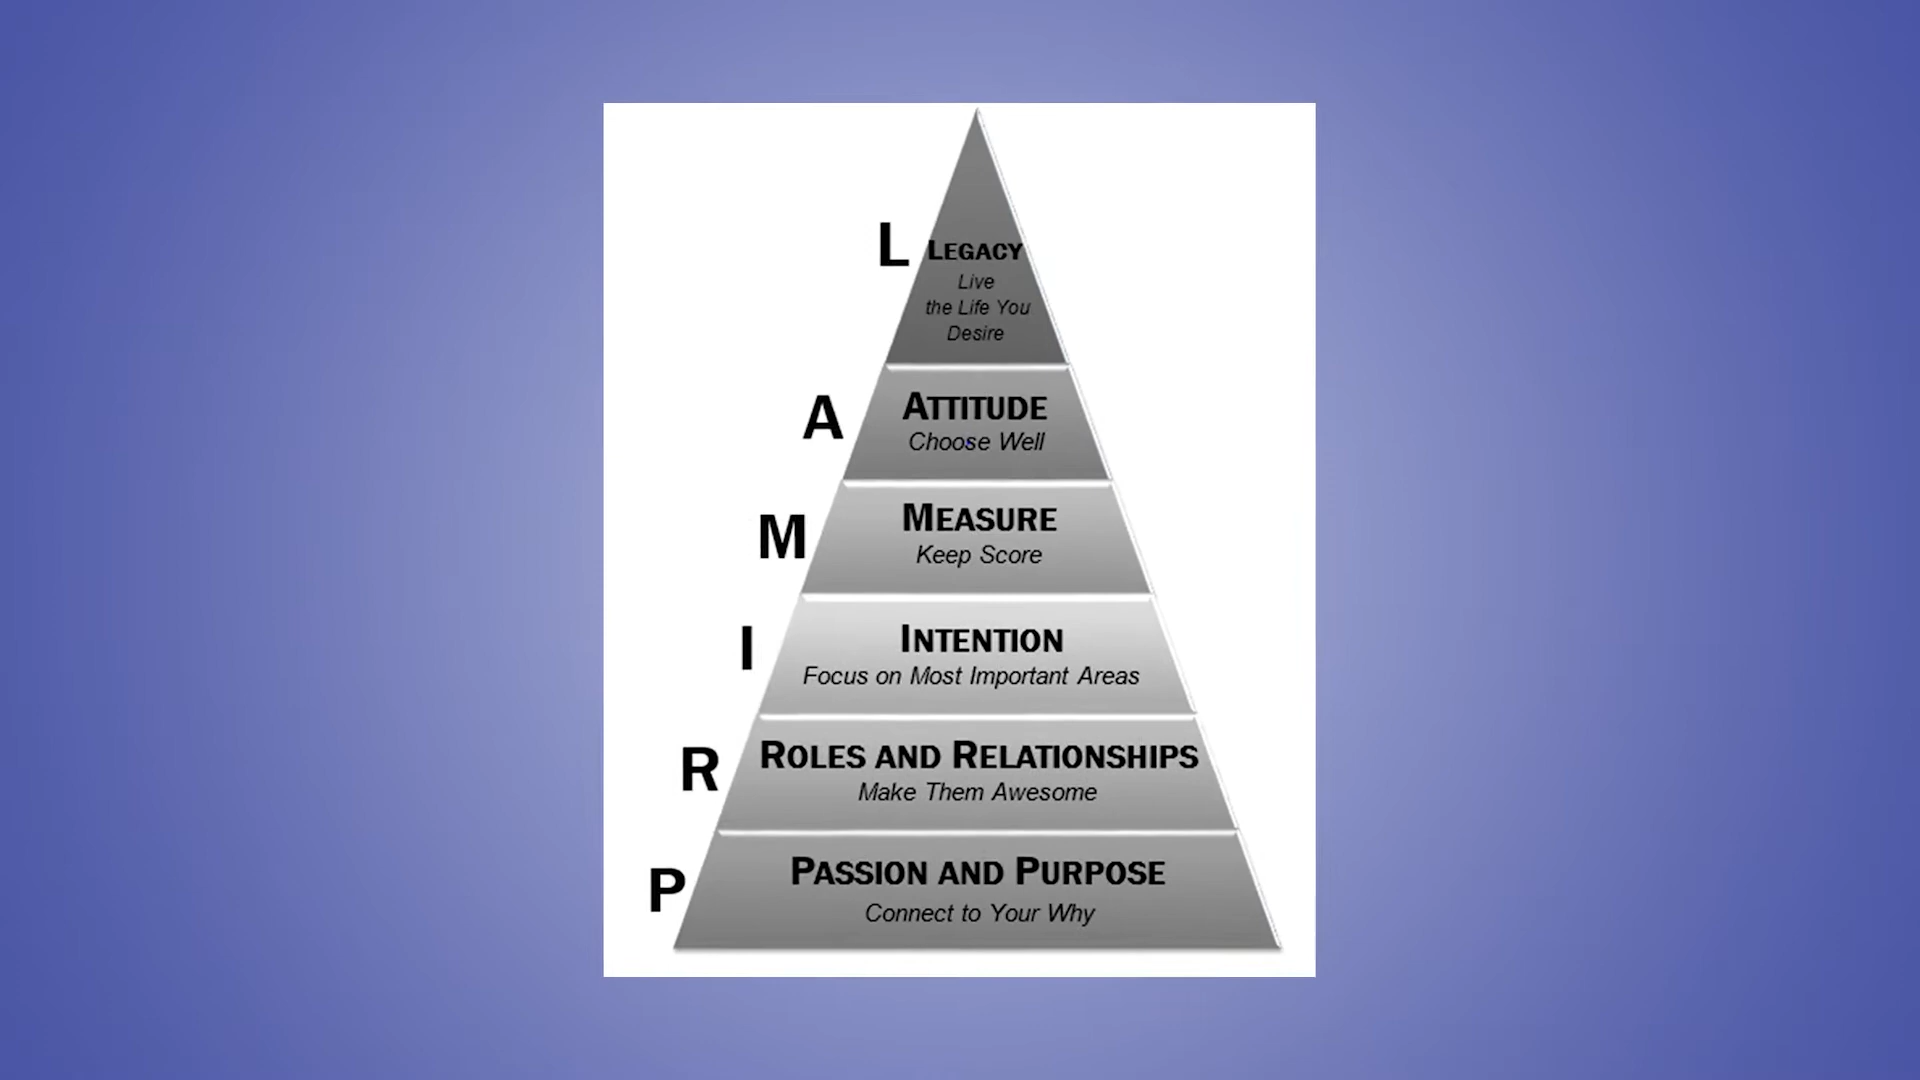 L
LEGACY
Live
the Life You
Desire
A
ATTITUDE
Choose Well
M
MEASURE
Keep Score
I
INTENTION
Focus on Most Important Areas
R
ROLES AND RELATIONSHIPS
Make Them Awesome
P
PASSION AND PURPOSE
Connect to Your Why